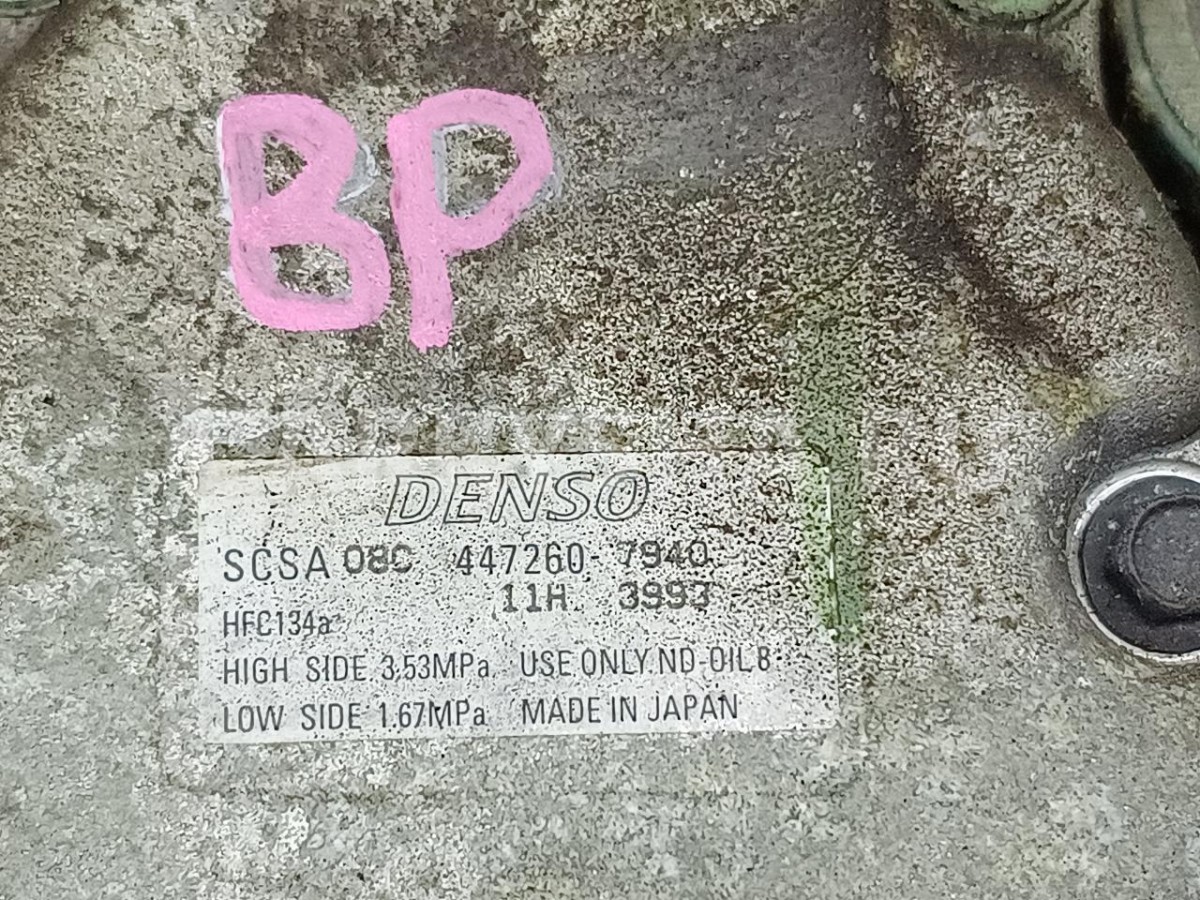 BP
DENSO
SCSA 08C 447260-7940
11H 3993
HFC134a
HIGH SIDE 3.53MPa USE ONLY ND-OIL 8
LOW SIDE 1.67MPa MADE IN JAPAN